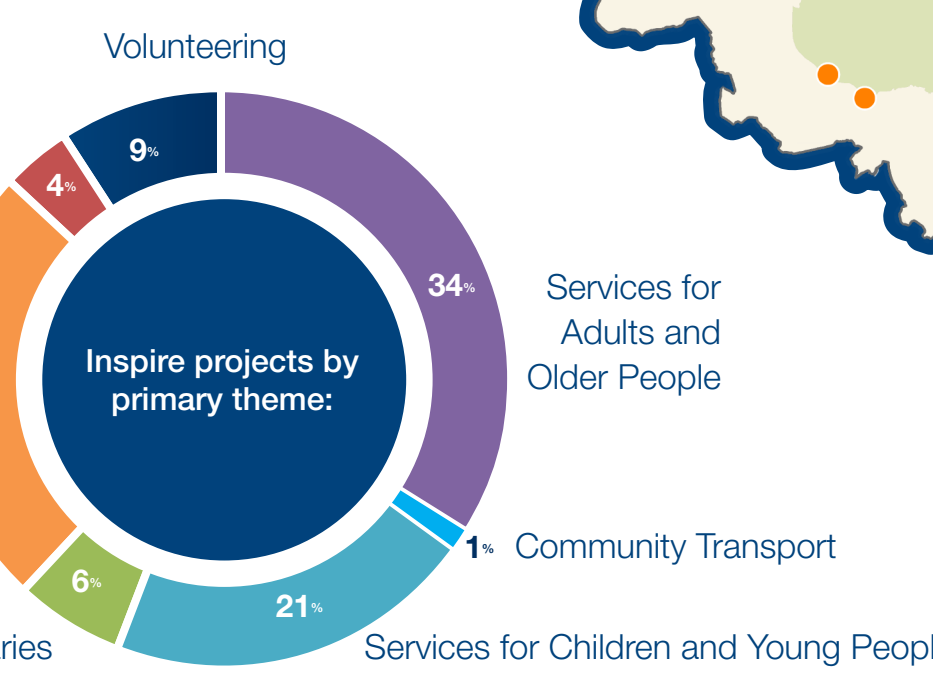 Volunteering
9%
4%
34%
Services for
Adults and
Older People
Inspire projects by
primary theme:
1% Community Transport
6%
21%
ries
Services for Children and Young Peopl